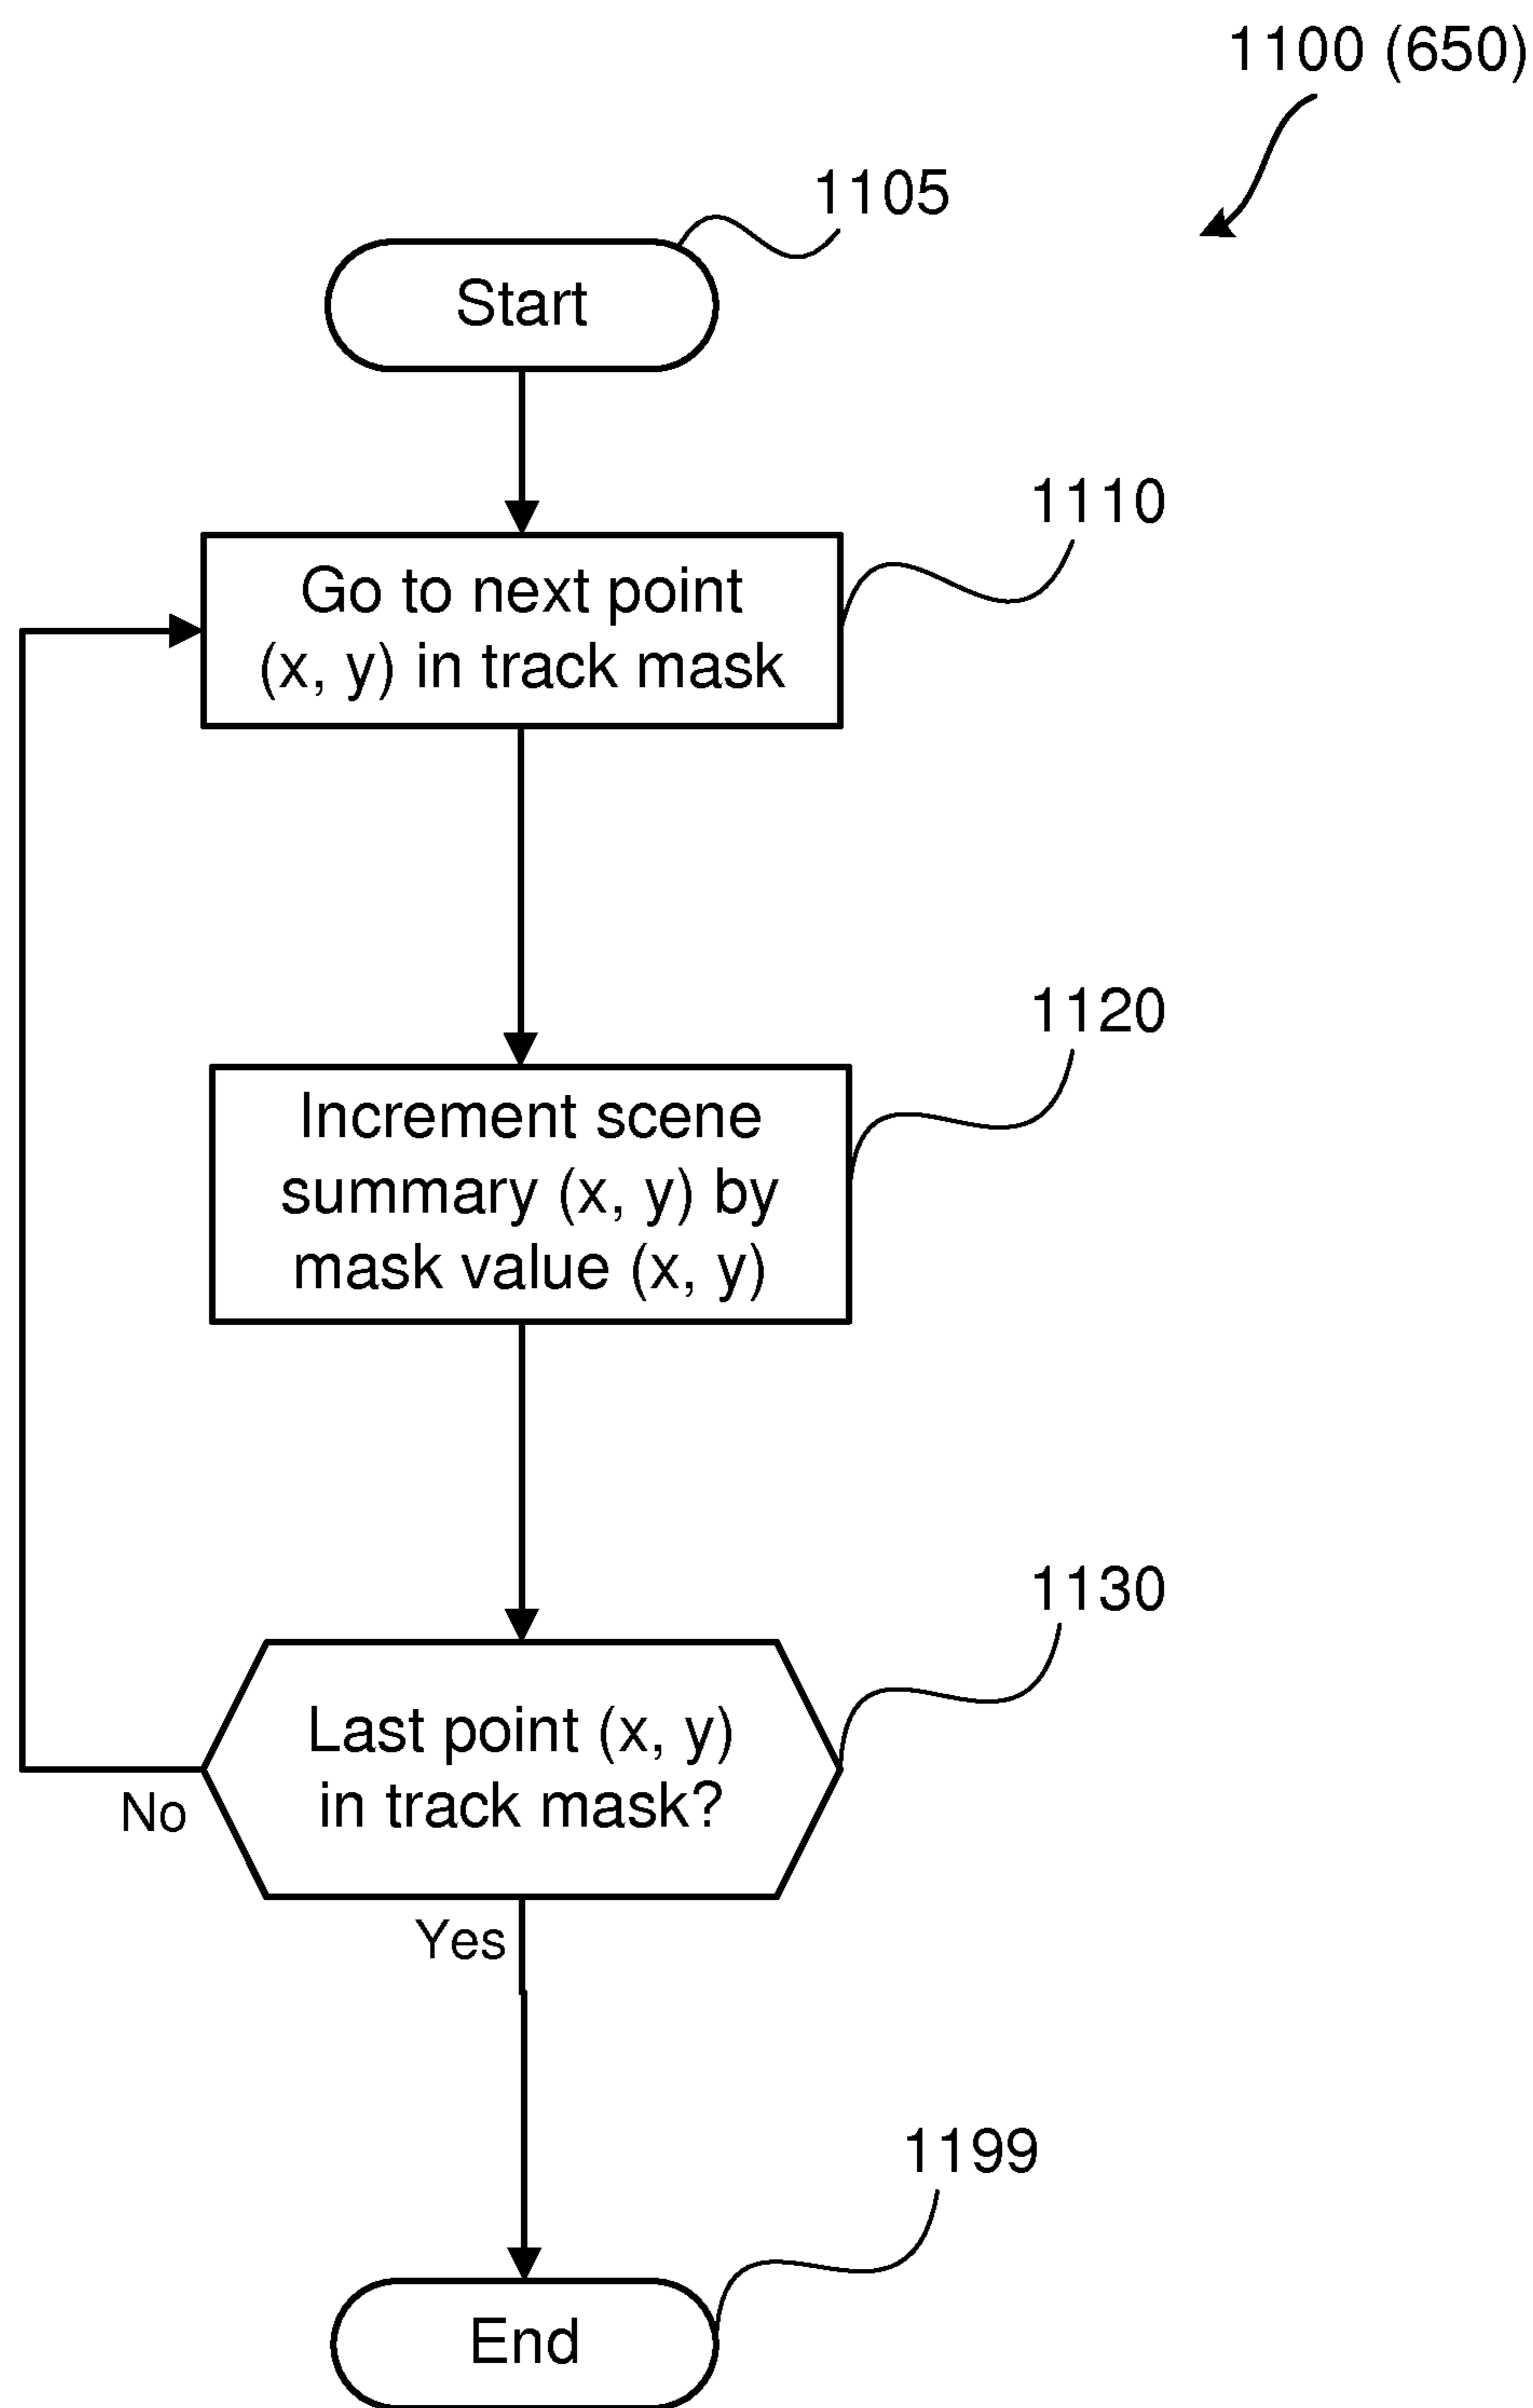 1100 (650)
1105
Start
1110
Go to next point
(x, y) in track mask
1120
Increment scene
summary (x, y) by
mask value (x, y)
1130
Last point (x, y)
in track mask?
No
Yes
1199
End